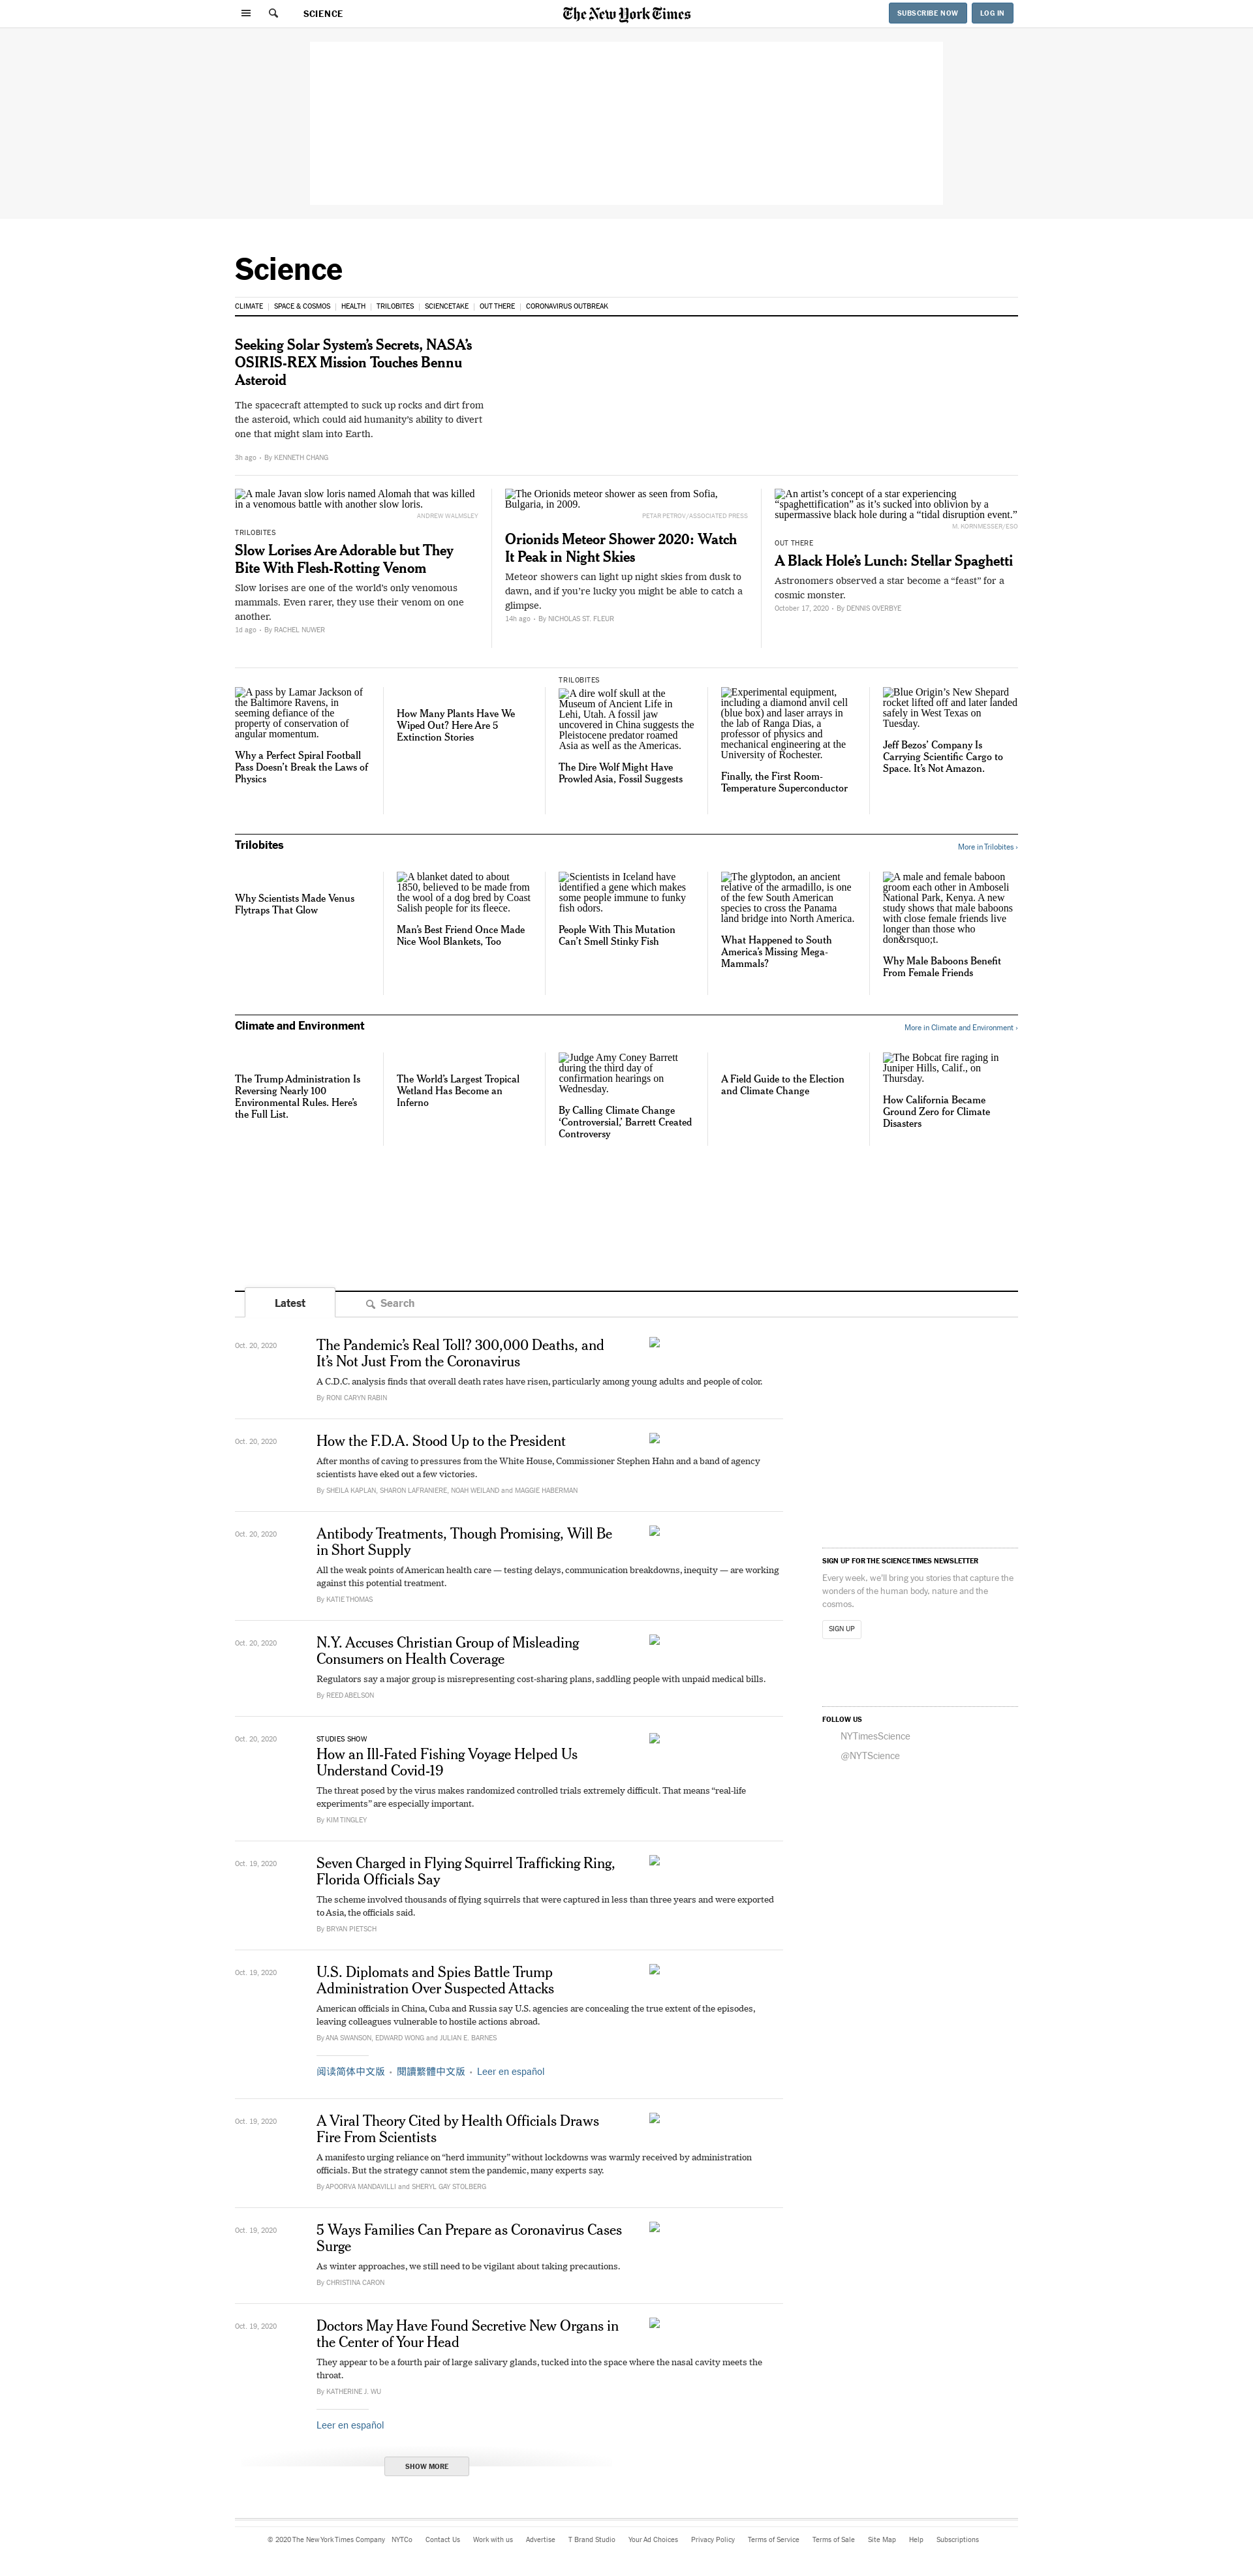 SCIENCE
The New York Times
SUBSCRIBE NOW
LOG IN
Science
CLIMATE
SPACE & COSMOS
HEALTH
TRILOBITES
SCIENCETAKE
OUT THERE
CORONAVIRUS OUTBREAK
Seeking Solar System’s Secrets, NASA’s
OSIRIS-REX Mission Touches Bennu
Asteroid
The spacecraft attempted to suck up rocks and dirt from
the asteroid, which could aid humanity’s ability to divert
one that might slam into Earth.
3h ago • By KENNETH CHANG
A male Javan slow loris named Alomah that was killed
in a venomous battle with another slow loris.
ANDREW WALMSLEY
TRILOBITES
Slow Lorises Are Adorable but They
Bite With Flesh-Rotting Venom
Slow lorises are one of the world’s only venomous
mammals. Even rarer, they use their venom on one
another.
1d ago • By RACHEL NUWER
The Orionids meteor shower as seen from Sofia,
Bulgaria, in 2009.
PETAR PETROV/ASSOCIATED PRESS
Orionids Meteor Shower 2020: Watch
It Peak in Night Skies
Meteor showers can light up night skies from dusk to
dawn, and if you’re lucky you might be able to catch a
glimpse.
14h ago • By NICHOLAS ST. FLEUR
An artist’s concept of a star experiencing
“spaghettification” as it’s sucked into oblivion by a
supermassive black hole during a “tidal disruption event.”
M. KORNMESSER/ESO
OUT THERE
A Black Hole’s Lunch: Stellar Spaghetti
Astronomers observed a star become a “feast” for a
cosmic monster.
October 17, 2020 • By DENNIS OVERBYE
A pass by Lamar Jackson of
the Baltimore Ravens, in
seeming defiance of the
property of conservation of
angular momentum.
Why a Perfect Spiral Football
Pass Doesn’t Break the Laws of
Physics
How Many Plants Have We
Wiped Out? Here Are 5
Extinction Stories
TRILOBITES
A dire wolf skull at the
Museum of Ancient Life in
Lehi, Utah. A fossil jaw
uncovered in China suggests the
Pleistocene predator roamed
Asia as well as the Americas.
The Dire Wolf Might Have
Prowled Asia, Fossil Suggests
Experimental equipment,
including a diamond anvil cell
(blue box) and laser arrays in
the lab of Ranga Dias, a
professor of physics and
mechanical engineering at the
University of Rochester.
Finally, the First Room-
Temperature Superconductor
Blue Origin’s New Shepard
rocket lifted off and later landed
safely in West Texas on
Tuesday.
Jeff Bezos’ Company Is
Carrying Scientific Cargo to
Space. It’s Not Amazon.
Trilobites
More in Trilobites ›
Why Scientists Made Venus
Flytraps That Glow
A blanket dated to about
1850, believed to be made from
the wool of a dog bred by Coast
Salish people for its fleece.
Man’s Best Friend Once Made
Nice Wool Blankets, Too
Scientists in Iceland have
identified a gene which makes
some people immune to funky
fish odors.
People With This Mutation
Can’t Smell Stinky Fish
The glyptodon, an ancient
relative of the armadillo, is one
of the few South American
species to cross the Panama
land bridge into North America.
What Happened to South
America’s Missing Mega-
Mammals?
A male and female baboon
groom each other in Amboseli
National Park, Kenya. A new
study shows that male baboons
with close female friends live
longer than those who
don&rsquo;t.
Why Male Baboons Benefit
From Female Friends
Climate and Environment
More in Climate and Environment ›
The Trump Administration Is
Reversing Nearly 100
Environmental Rules. Here’s
the Full List.
The World’s Largest Tropical
Wetland Has Become an
Inferno
Judge Amy Coney Barrett
during the third day of
confirmation hearings on
Wednesday.
By Calling Climate Change
‘Controversial,’ Barrett Created
Controversy
A Field Guide to the Election
and Climate Change
The Bobcat fire raging in
Juniper Hills, Calif., on
Thursday.
How California Became
Ground Zero for Climate
Disasters
Latest
Search
Oct. 20, 2020
The Pandemic’s Real Toll? 300,000 Deaths, and
It’s Not Just From the Coronavirus
A C.D.C. analysis finds that overall death rates have risen, particularly among young adults and people of color.
By RONI CARYN RABIN
Oct. 20, 2020
How the F.D.A. Stood Up to the President
After months of caving to pressures from the White House, Commissioner Stephen Hahn and a band of agency
scientists have eked out a few victories.
By SHEILA KAPLAN, SHARON LAFRANIERE, NOAH WEILAND and MAGGIE HABERMAN
Oct. 20, 2020
Antibody Treatments, Though Promising, Will Be
in Short Supply
All the weak points of American health care — testing delays, communication breakdowns, inequity — are working
against this potential treatment.
By KATIE THOMAS
Oct. 20, 2020
N.Y. Accuses Christian Group of Misleading
Consumers on Health Coverage
Regulators say a major group is misrepresenting cost-sharing plans, saddling people with unpaid medical bills.
By REED ABELSON
Oct. 20, 2020
STUDIES SHOW
How an Ill-Fated Fishing Voyage Helped Us
Understand Covid-19
The threat posed by the virus makes randomized controlled trials extremely difficult. That means “real-life
experiments” are especially important.
By KIM TINGLEY
Oct. 19, 2020
Seven Charged in Flying Squirrel Trafficking Ring,
Florida Officials Say
The scheme involved thousands of flying squirrels that were captured in less than three years and were exported
to Asia, the officials said.
By BRYAN PIETSCH
Oct. 19, 2020
U.S. Diplomats and Spies Battle Trump
Administration Over Suspected Attacks
American officials in China, Cuba and Russia say U.S. agencies are concealing the true extent of the episodes,
leaving colleagues vulnerable to hostile actions abroad.
By ANA SWANSON, EDWARD WONG and JULIAN E. BARNES
阅读简体中文版 • 閱讀繁體中文版 • Leer en español
Oct. 19, 2020
A Viral Theory Cited by Health Officials Draws
Fire From Scientists
A manifesto urging reliance on “herd immunity” without lockdowns was warmly received by administration
officials. But the strategy cannot stem the pandemic, many experts say.
By APOORVA MANDAVILLI and SHERYL GAY STOLBERG
Oct. 19, 2020
5 Ways Families Can Prepare as Coronavirus Cases
Surge
As winter approaches, we still need to be vigilant about taking precautions.
By CHRISTINA CARON
Oct. 19, 2020
Doctors May Have Found Secretive New Organs in
the Center of Your Head
They appear to be a fourth pair of large salivary glands, tucked into the space where the nasal cavity meets the
throat.
By KATHERINE J. WU
Leer en español
SHOW MORE
SIGN UP FOR THE SCIENCE TIMES NEWSLETTER
Every week, we'll bring you stories that capture the
wonders of the human body, nature and the
cosmos.
SIGN UP
FOLLOW US
NYTimesScience
@NYTScience
© 2020 The New York Times Company
NYTCo
Contact Us
Work with us
Advertise
T Brand Studio
Your Ad Choices
Privacy Policy
Terms of Service
Terms of Sale
Site Map
Help
Subscriptions